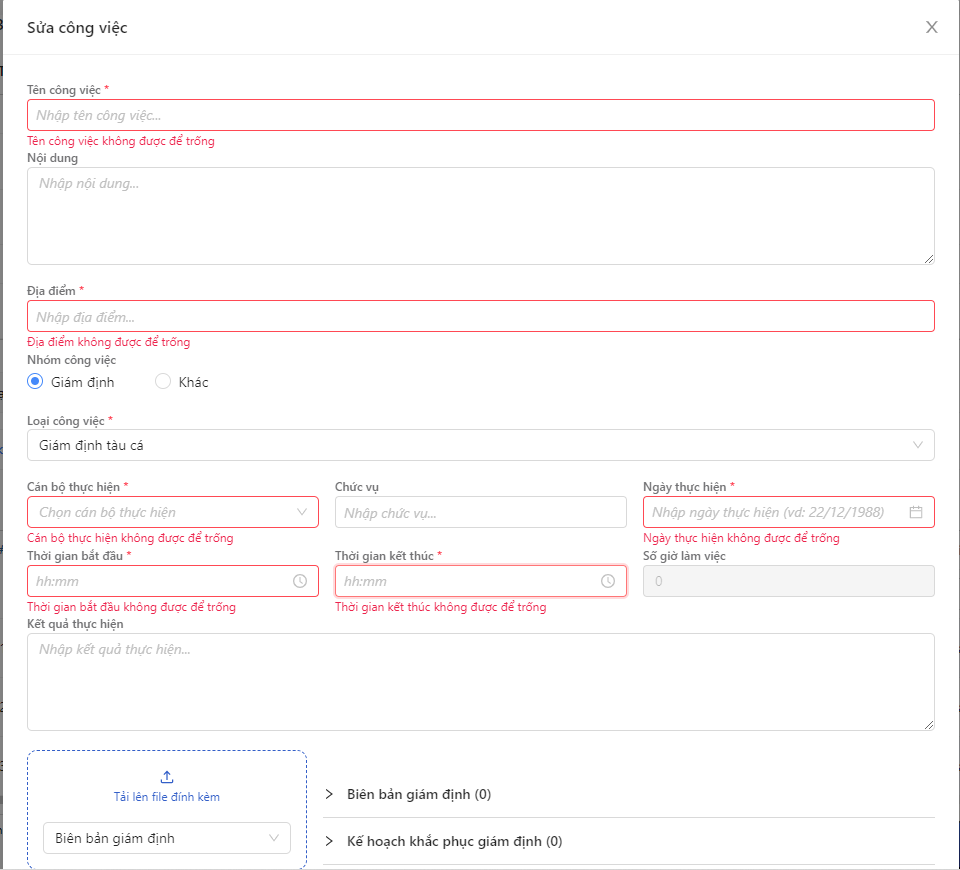 Sửa công việc
Tên công việc *
Nhập tên công việc...
Tên công việc không được để trống
Nội dung
Nhập nội dung...
Địa điểm *
Nhập địa điểm...
Địa điểm không được để trống
Nhóm công việc
Giám định Khác
Loại công việc *
Giám định tàu cá
Cán bộ thực hiện * Chức vụ Ngày thực hiện *
Chọn cán bộ thực hiện Nhập chức vụ... Nhập ngày thực hiện (vd: 22/12/1988)
Cán bộ thực hiện không được để trống Ngày thực hiện không được để trống
Thời gian bắt đầu * Thời gian kết thúc * Số giờ làm việc
hh:mm hh:mm 0
Thời gian bắt đầu không được để trống Thời gian kết thúc không được để trống
Kết quả thực hiện
Nhập kết quả thực hiện...
Tải lên file đính kèm
Biên bản giám định (0)
Biên bản giám định
Kế hoạch khắc phục giám định (0)